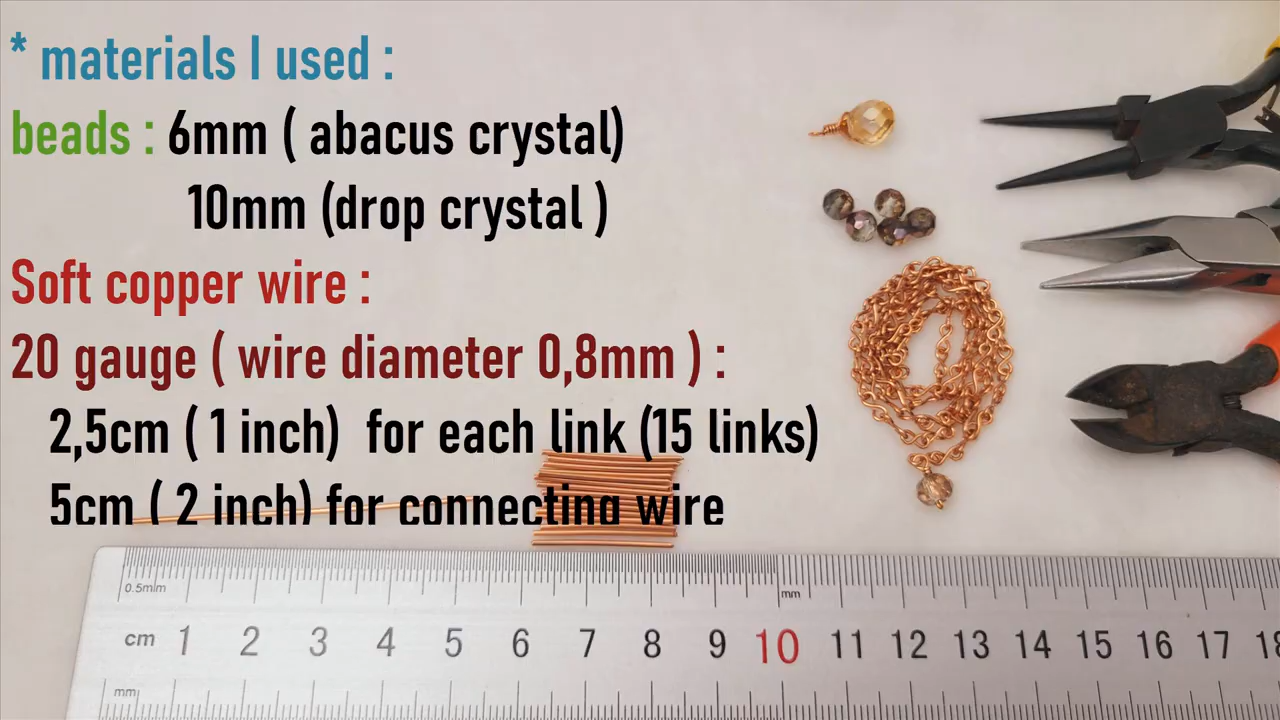 * materials I used :
beads : 6mm ( abacus crystal)
10mm (drop crystal )
Soft copper wire :
20 gauge ( wire diameter 0,8mm ) :
2,5cm ( 1 inch) for each link (15 links)
5cm ( 2 inch) for connecting wire
0.5mm
mm
cm 1 2 3 4 5 6 7 8 9 10 11 12 13 14 15 16 17 18
mm